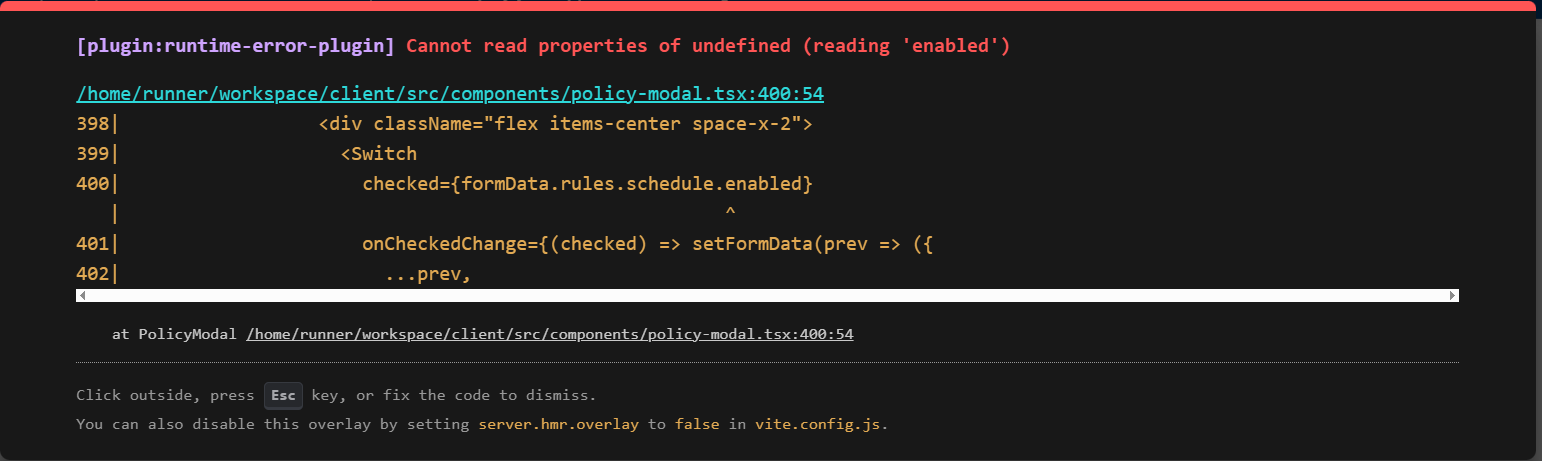 [plugin:runtime-error-plugin] Cannot read properties of undefined (reading 'enabled')
/home/runner/workspace/client/src/components/policy-modal.tsx:400:54
398|                  <div className="flex items-center space-x-2">
399|                    <Switch
400|                      checked={formData.rules.schedule.enabled}
   |                                                       ^
401|                      onCheckedChange={(checked) => setFormData(prev => ({
402|                        ...prev,
at PolicyModal /home/runner/workspace/client/src/components/policy-modal.tsx:400:54
Click outside, press Esc key, or fix the code to dismiss.
You can also disable this overlay by setting server.hmr.overlay to false in vite.config.js.